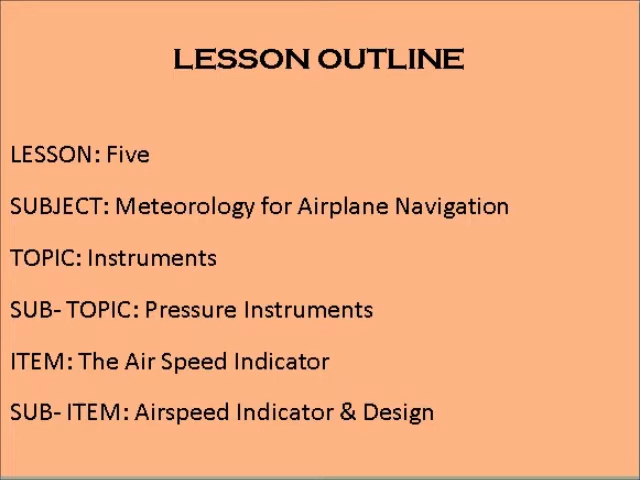 LESSON OUTLINE
LESSON: Five
SUBJECT: Meteorology for Airplane Navigation
TOPIC: Instruments
SUB- TOPIC: Pressure Instruments
ITEM: The Air Speed Indicator
SUB- ITEM: Airspeed Indicator & Design